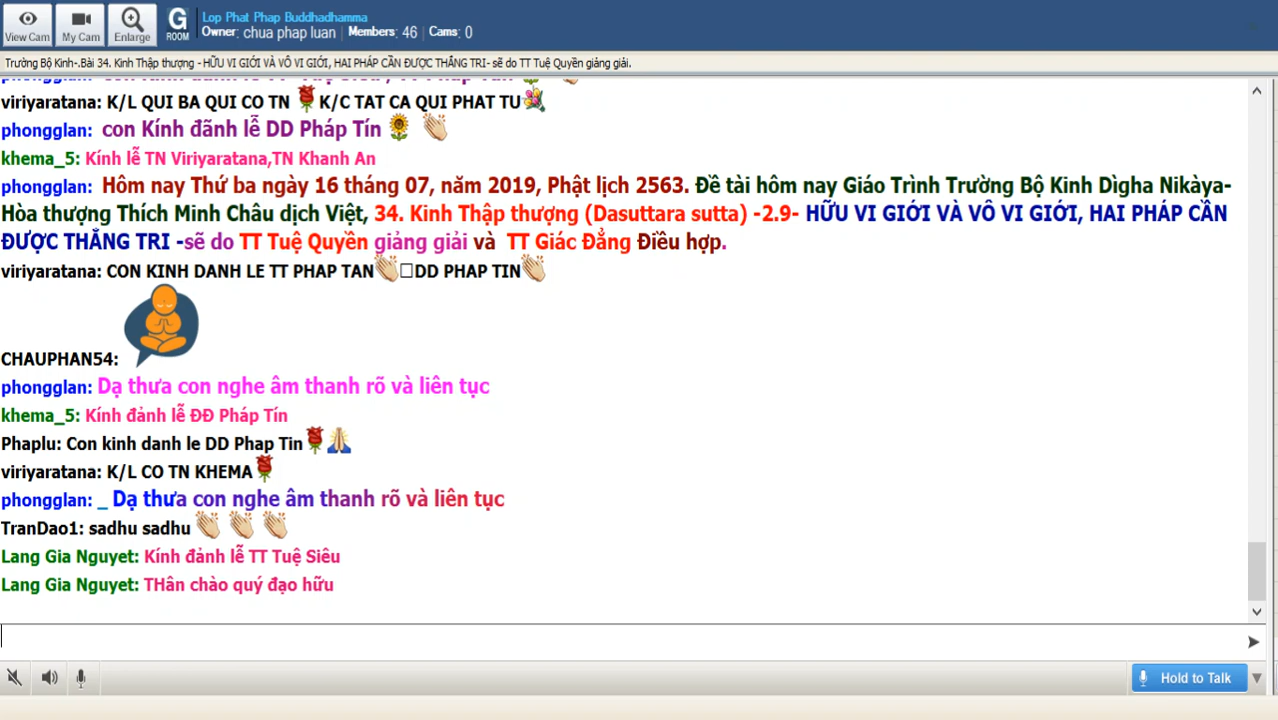 Lop Phat Phap Buddhadhamma
Owner: chua phap luan | Members: 46 | Cams: 0
View Cam
My Cam
Enlarge
G
ROOM
Trường Bộ Kinh-.Bài 34. Kinh Thập thượng - HỮU VI GIỚI VÀ VÔ VI GIỚI, HAI PHÁP CẦN ĐƯỢC THẮNG TRI- sẽ do TT Tuệ Quyền giảng giải.
viriyaratana: K/L QUI BA QUI CO TN K/C TAT CA QUI PHAT TU
phongglan: con Kính đãnh lễ DD Pháp Tín
khema_5: Kính lễ TN Viriyaratana,TN Khanh An
phongglan: Hôm nay Thứ ba ngày 16 tháng 07, năm 2019, Phật lịch 2563. Đề tài hôm nay Giáo Trình Trường Bộ Kinh Dìgha Nikàya-
Hòa thượng Thích Minh Châu dịch Việt, 34. Kinh Thập thượng (Dasuttara sutta) -2.9- HỮU VI GIỚI VÀ VÔ VI GIỚI, HAI PHÁP CẦN
ĐƯỢC THẮNG TRI -sẽ do TT Tuệ Quyền giảng giải và TT Giác Đẳng Điều hợp.
viriyaratana: CON KINH DANH LE TT PHAP TAN DD PHAP TIN
CHAUPHAN54:
phongglan: Dạ thưa con nghe âm thanh rõ và liên tục
khema_5: Kính đảnh lễ ĐĐ Pháp Tín
Phaplu: Con kinh danh le DD Phap Tin
viriyaratana: K/L CO TN KHEMA
phongglan: _ Dạ thưa con nghe âm thanh rõ và liên tục
TranDao1: sadhu sadhu
Lang Gia Nguyet: Kính đảnh lễ TT Tuệ Siêu
Lang Gia Nguyet: THân chào quý đạo hữu
Hold to Talk